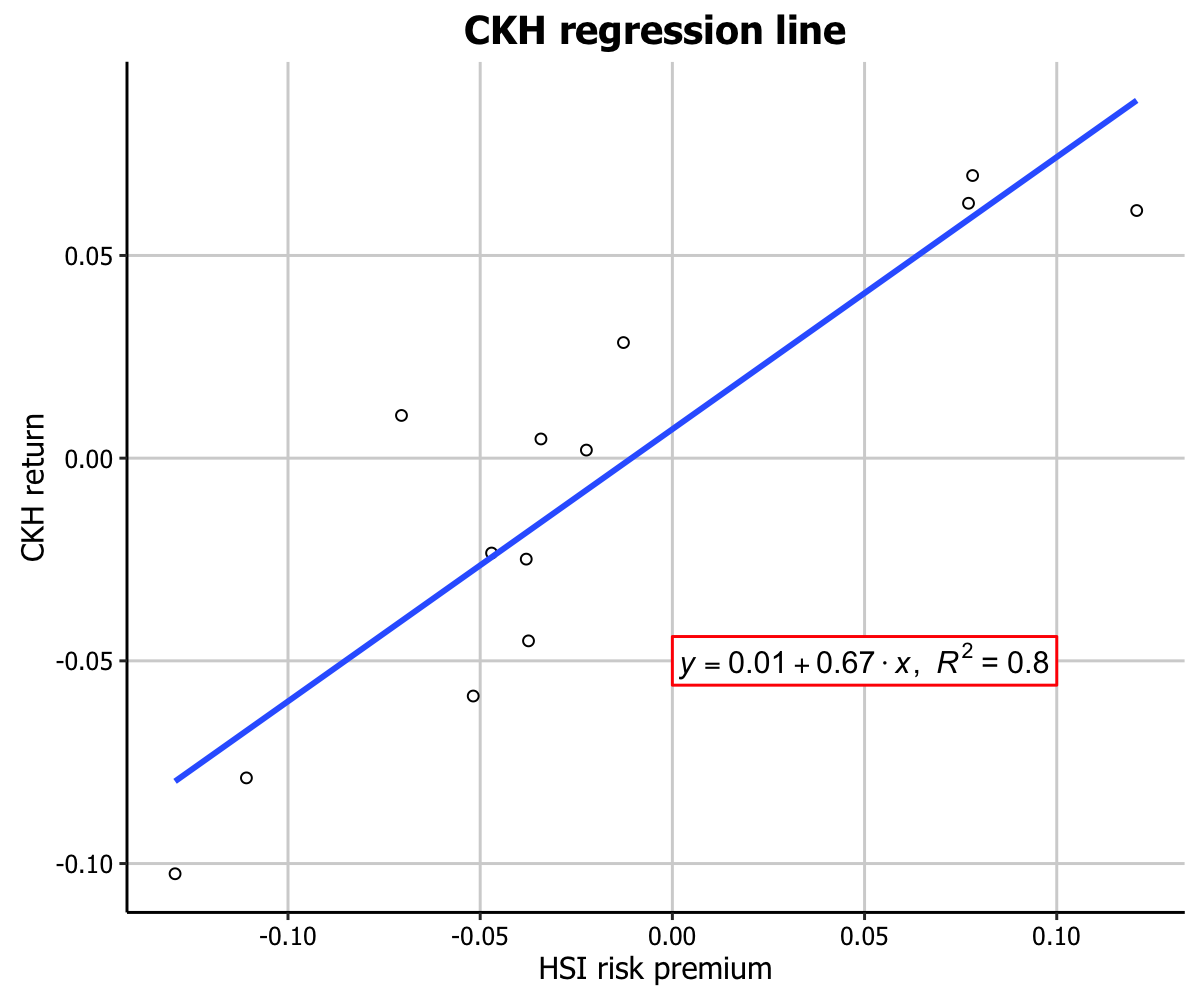 CKH regression line
CKH return
0.05
0.00
-0.05
-0.10
y = 0.01 + 0.67 · x, R² = 0.8
-0.10 -0.05 0.00 0.05 0.10
HSI risk premium